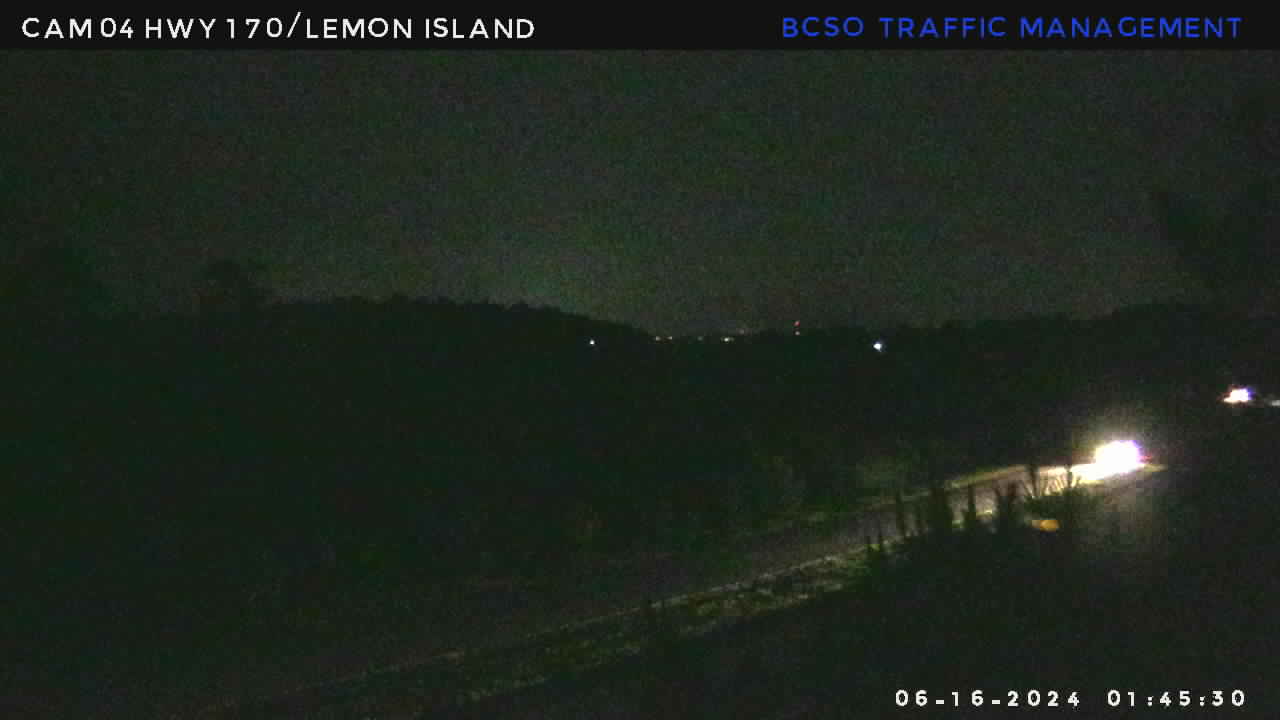 CAM04 HWY 170/LEMON ISLAND
BCSO TRAFFIC MANAGEMENT
06-16-2024 01:45:30